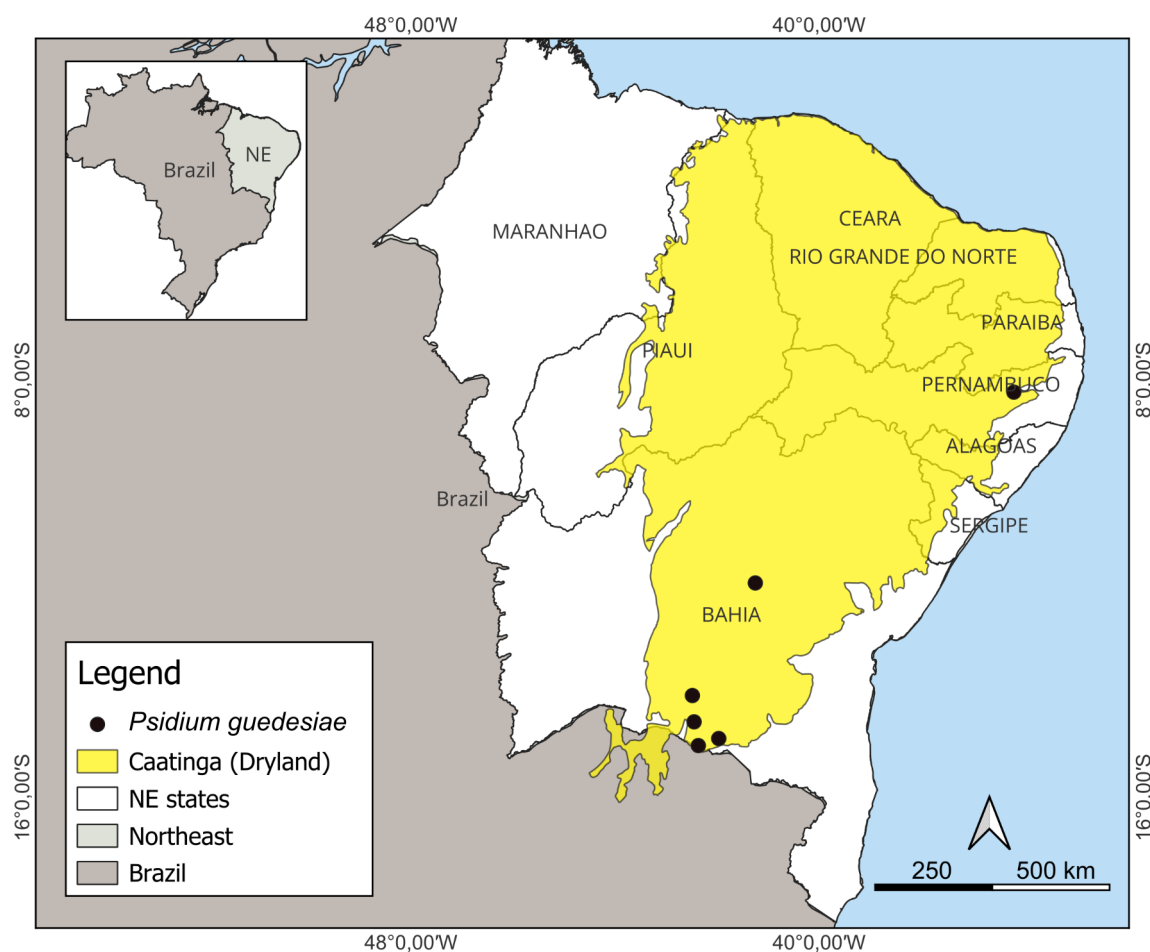 48°0,00'W 40°0,00'W
Brazil
NE
MARANHAO
CEARA
RIO GRANDE DO NORTE
PARAIBA
PIAUI
8°0,00'S
8°0,00'S
PERNAMBUCO
ALAGOAS
Brazil
SERGIPE
BAHIA
Legend
Psidium guedesiae
Caatinga (Dryland)
NE states
Northeast
Brazil
16°0,00'S
16°0,00'S
250 500 km
48°0,00'W 40°0,00'W